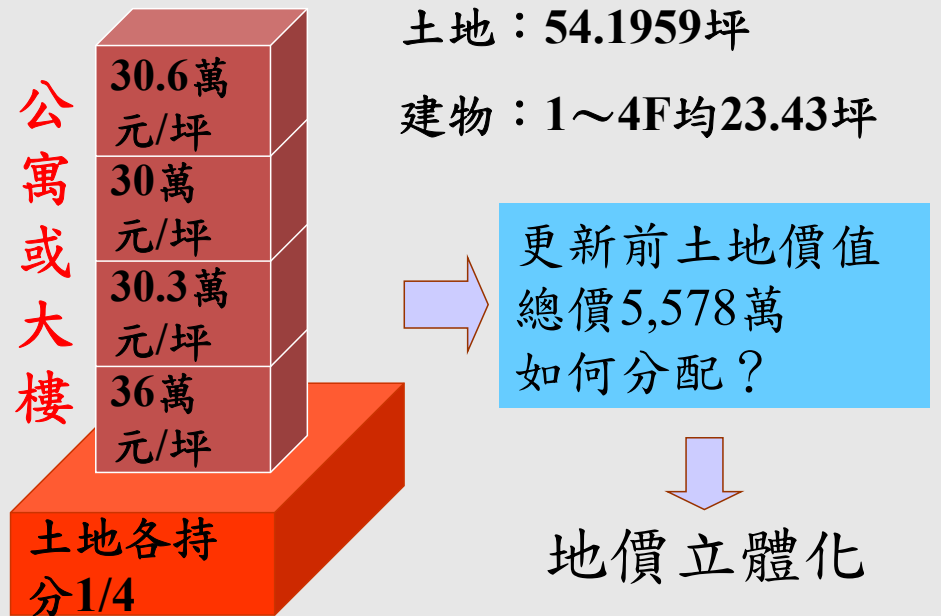 公寓或大樓
30.6萬
元/坪
30萬
元/坪
30.3萬
元/坪
36萬
元/坪
土地各持
分1/4
土地：54.1959坪
建物：1～4F均23.43坪
更新前土地價值
總價5,578萬
如何分配？
地價立體化